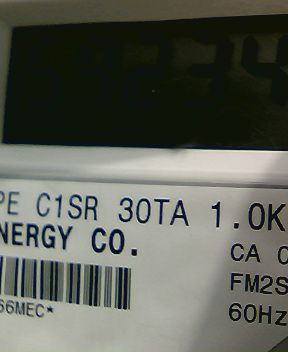 PE C1SR 30TA 1.0K
NERGY CO.
CA
FM2S
60Hz
66MEC*